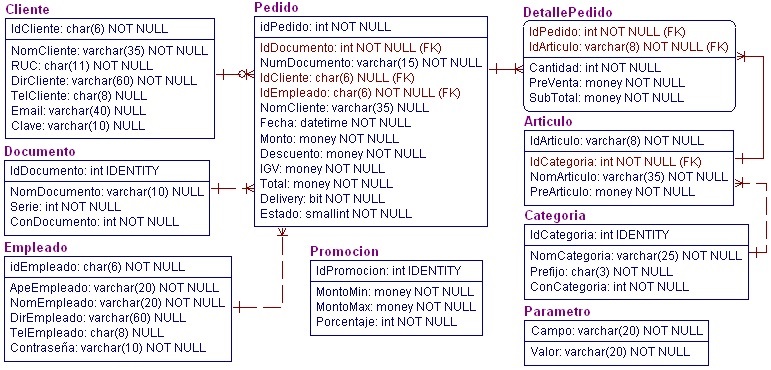 Cliente
IdCliente: char(6) NOT NULL
NomCliente: varchar(35) NOT NULL
RUC: char(11) NOT NULL
DirCliente: varchar(60) NOT NULL
TelCliente: char(8) NULL
Email: varchar(40) NULL
Clave: varchar(10) NULL
Documento
IdDocumento: int IDENTITY
NomDocumento: varchar(10) NULL
Serie: int NOT NULL
ConDocumento: int NOT NULL
Empleado
idEmpleado: char(6) NOT NULL
ApeEmpleado: varchar(20) NOT NULL
NomEmpleado: varchar(20) NOT NULL
DirEmpleado: varchar(60) NULL
TelEmpleado: char(8) NULL
Contraseña: varchar(10) NOT NULL
Pedido
idPedido: int NOT NULL
IdDocumento: int NOT NULL (FK)
NumDocumento: varchar(15) NOT NULL
IdCliente: char(6) NULL (FK)
IdEmpleado: char(6) NOT NULL (FK)
NomCliente: varchar(35) NULL
Fecha: datetime NOT NULL
Monto: money NOT NULL
Descuento: money NOT NULL
IGV: money NOT NULL
Total: money NOT NULL
Delivery: bit NOT NULL
Estado: smallint NOT NULL
Promocion
IdPromocion: int IDENTITY
MontoMin: money NOT NULL
MontoMax: money NOT NULL
Porcentaje: int NOT NULL
DetallePedido
IdPedido: int NOT NULL (FK)
IdArticulo: varchar(8) NOT NULL (FK)
Cantidad: int NOT NULL
PreVenta: money NOT NULL
SubTotal: money NOT NULL
Articulo
IdArticulo: varchar(8) NOT NULL
IdCategoria: int NOT NULL (FK)
NomArticulo: varchar(35) NOT NULL
PreArticulo: money NOT NULL
Categoria
IdCategoria: int IDENTITY
NomCategoria: varchar(25) NOT NULL
Prefijo: char(3) NOT NULL
ConCategoria: int NOT NULL
Parametro
Campo: varchar(20) NOT NULL
Valor: varchar(20) NOT NULL